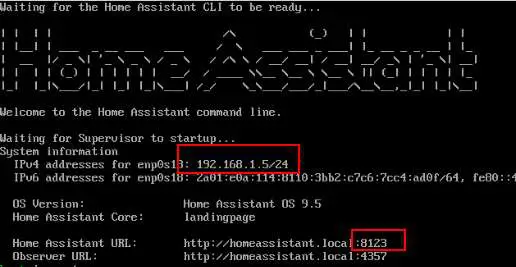 Waiting for the Home Assistant CLI to be ready...
Home Assistant
Welcome to the Home Assistant command line.
Waiting for Supervisor to startup...
System information
IPv4 addresses for enp0s18: 192.168.1.5/24
IPv6 addresses for enp0s18: 2a01:e0a:114:8110:3bb2:c7c6:7cc4:ad0f/64, fe80::4
OS Version: Home Assistant OS 9.5
Home Assistant Core: landingpage
Home Assistant URL: http://homeassistant.local:8123
Observer URL: http://homeassistant.local:4357